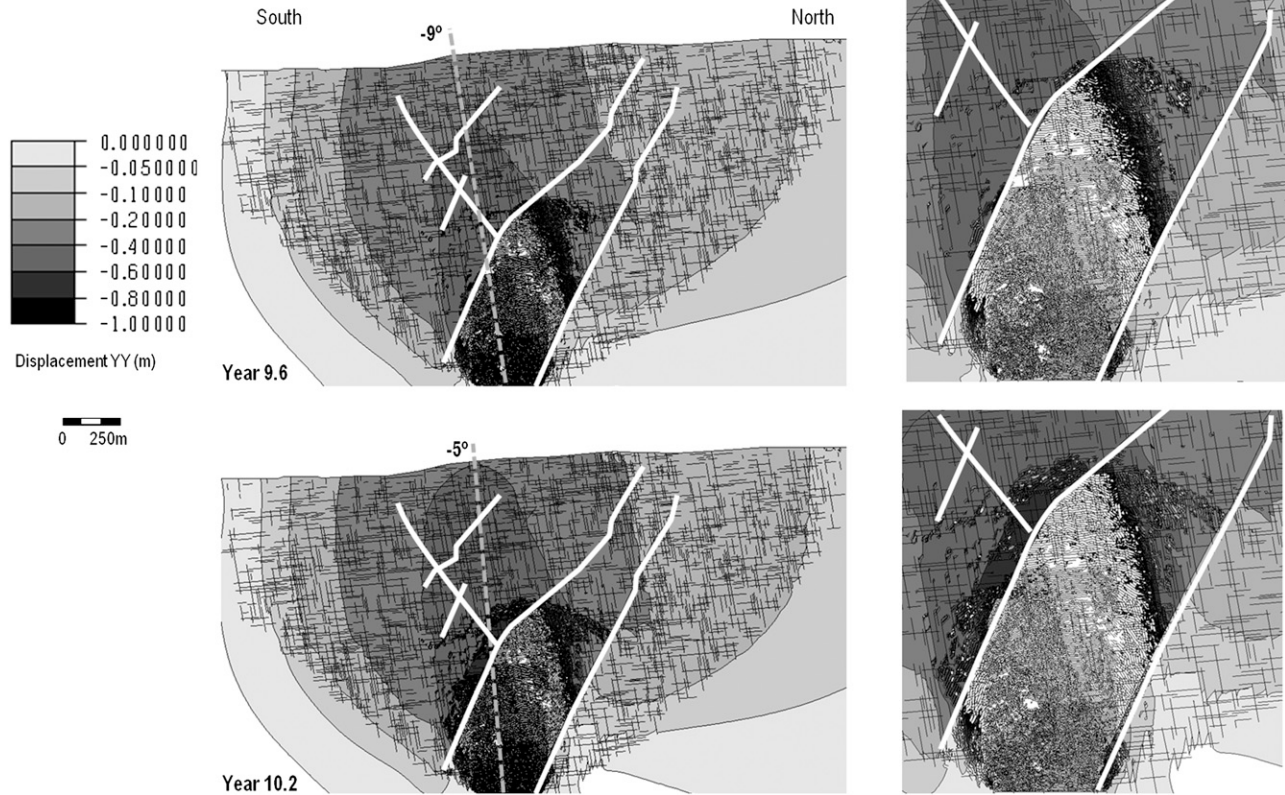 South
North
-9º
0.000000
-0.050000
-0.10000
-0.20000
-0.40000
-0.60000
-0.80000
-1.00000
Displacement YY (m)
Year 9.6
0 250m
-5º
Year 10.2